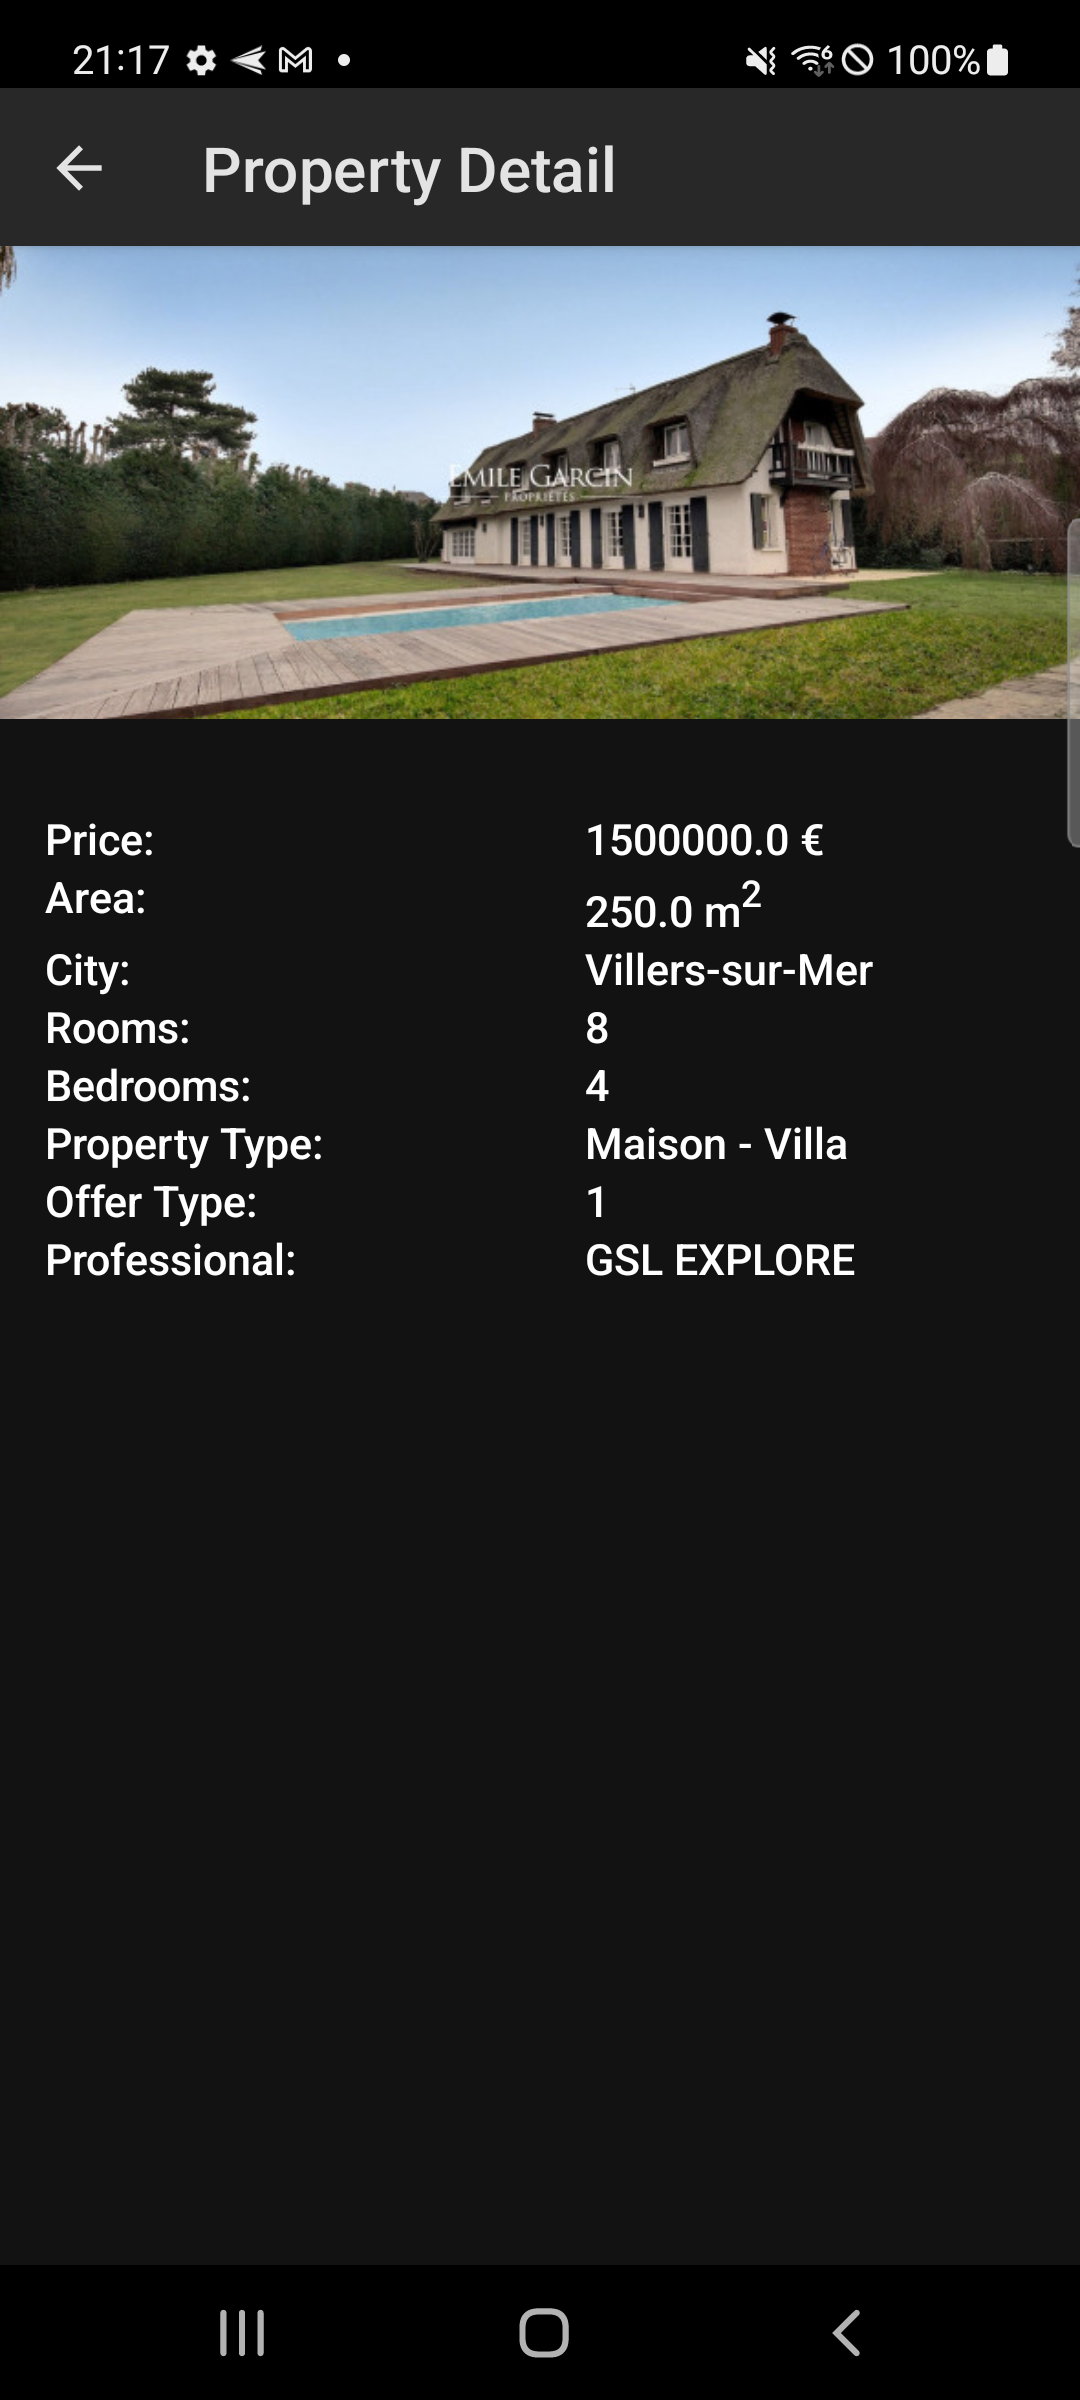 21:17
100%
Property Detail
EMILE GARCIN
PROPRIÉTÉS
Price: 1500000.0 €
Area: 250.0 m²
City: Villers-sur-Mer
Rooms: 8
Bedrooms: 4
Property Type: Maison - Villa
Offer Type: 1
Professional: GSL EXPLORE